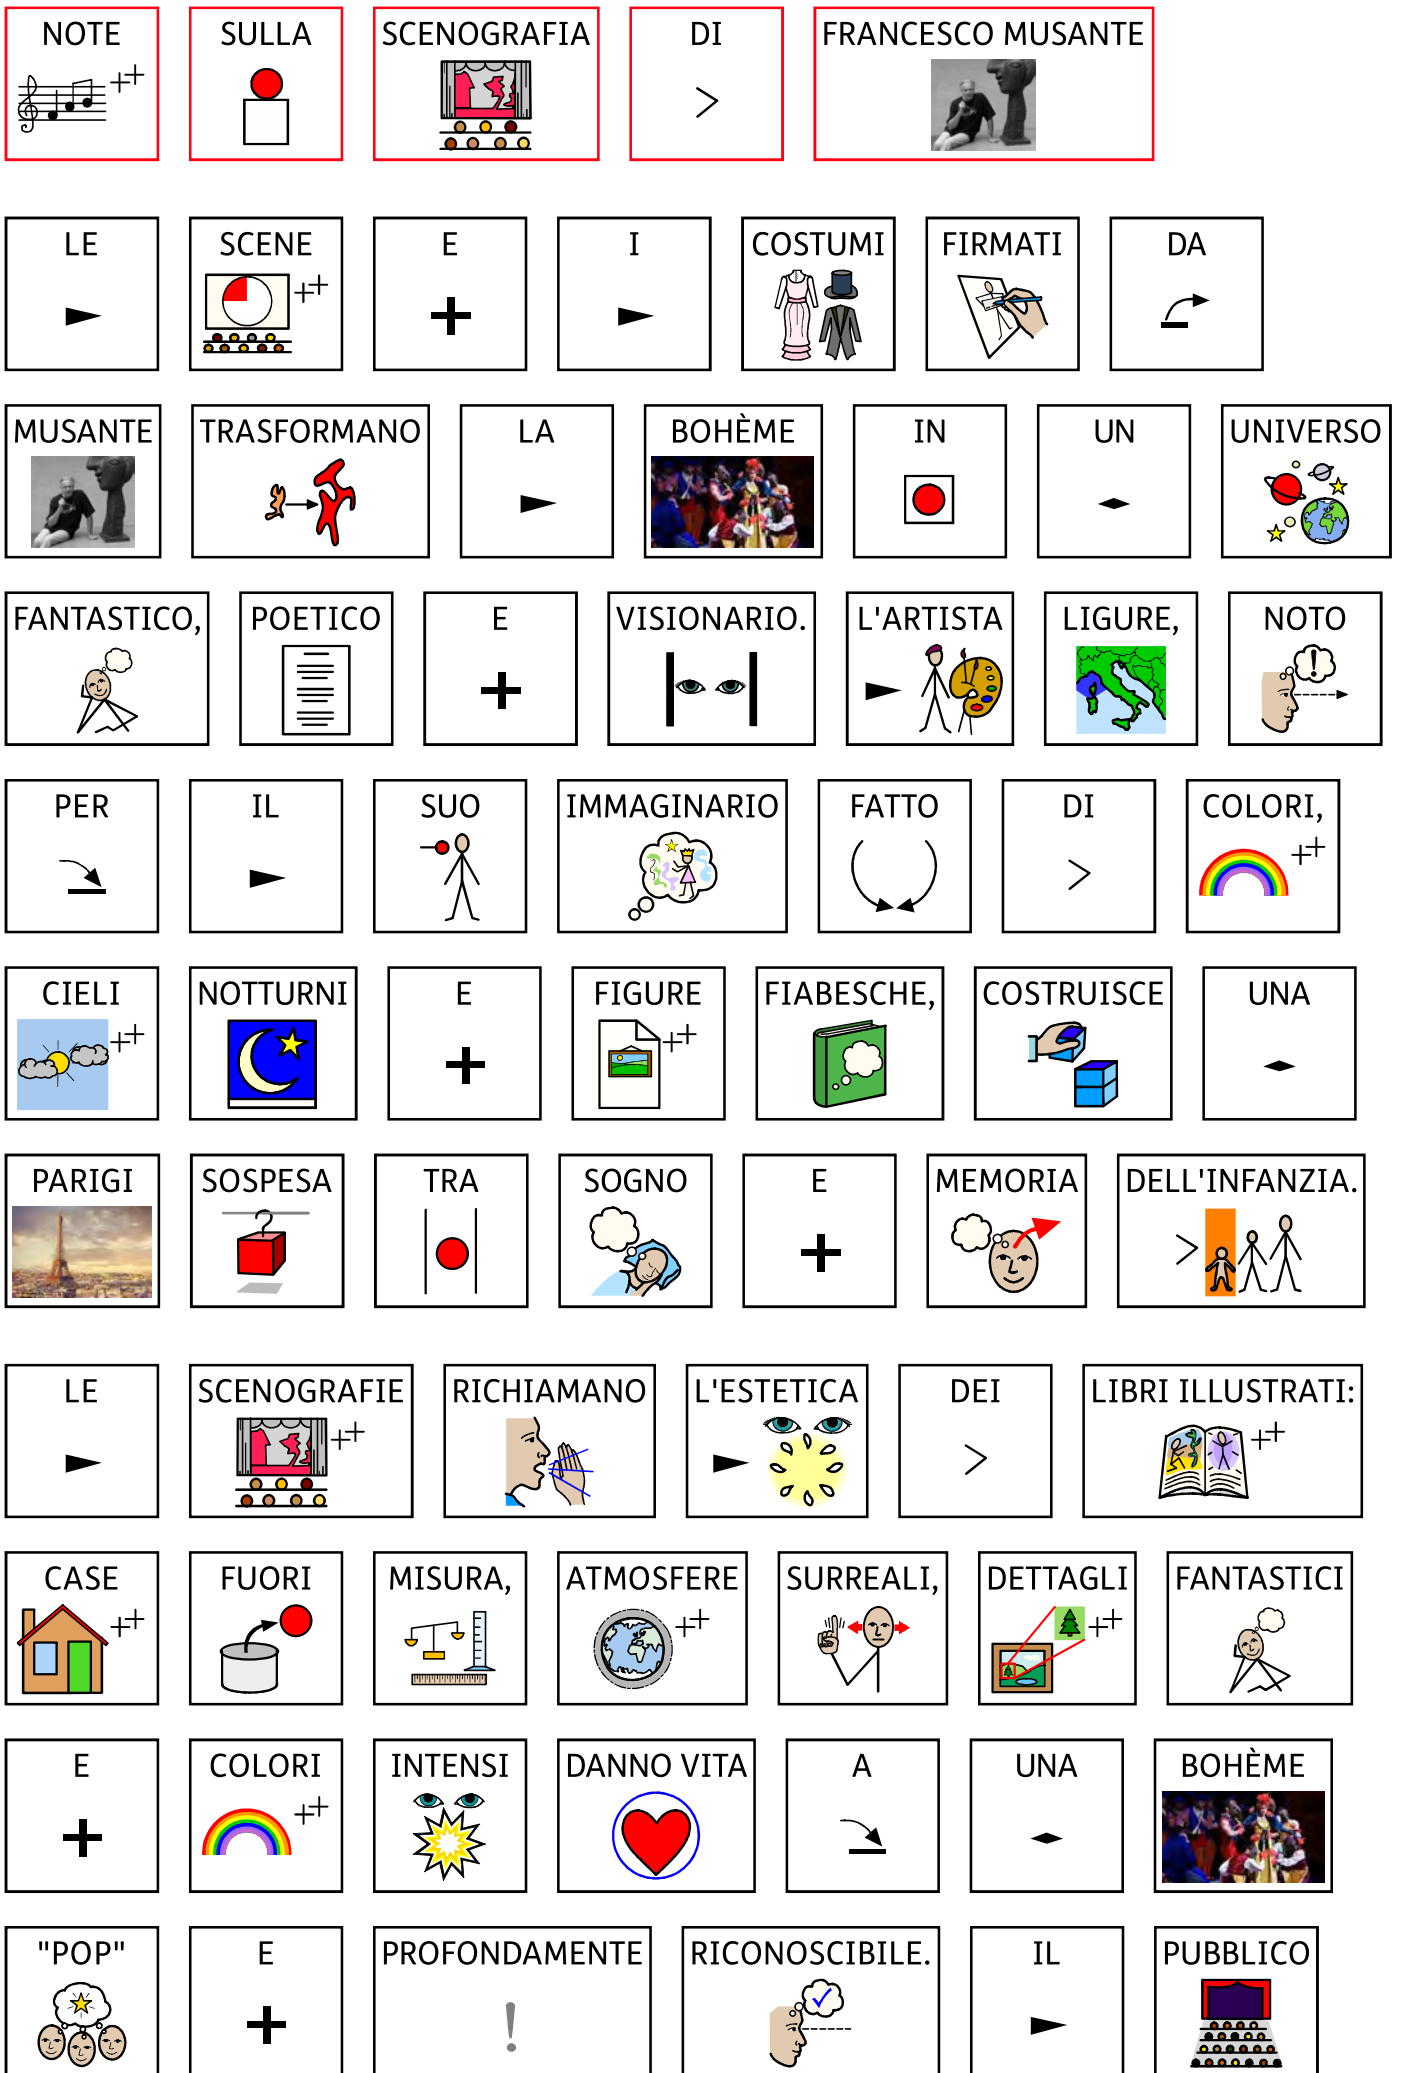 NOTE SULLA SCENOGRAFIA DI FRANCESCO MUSANTE
LE SCENE E I COSTUMI FIRMATI DA
MUSANTE TRASFORMANO LA BOHÈME IN UN UNIVERSO
FANTASTICO, POETICO E VISIONARIO. L'ARTISTA LIGURE, NOTO
PER IL SUO IMMAGINARIO FATTO DI COLORI,
CIELI NOTTURNI E FIGURE FIABESCHE, COSTRUISCE UNA
PARIGI SOSPESA TRA SOGNO E MEMORIA DELL'INFANZIA.
LE SCENOGRAFIE RICHIAMANO L'ESTETICA DEI LIBRI ILLUSTRATI:
CASE FUORI MISURA, ATMOSFERE SURREALI, DETTAGLI FANTASTICI
E COLORI INTENSI DANNO VITA A UNA BOHÈME
"POP" E PROFONDAMENTE RICONOSCIBILE. IL PUBBLICO